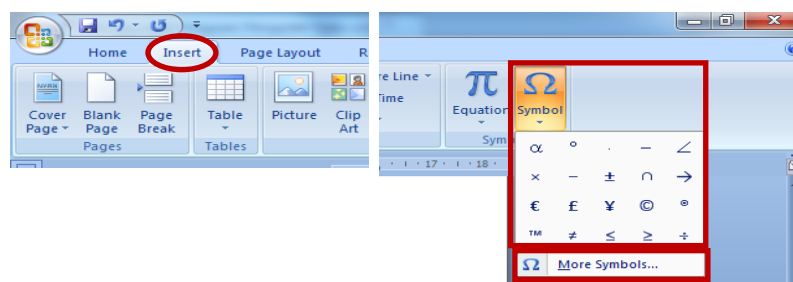 Home Insert Page Layout R
Cover Page
Blank Page
Page Break
Table
Picture
Clip Art
Pages
Tables
re Line
Time
Equation
Symbol
Sym
17 18
α ° · – ∠
× − ± ∩ →
€ £ ¥ © ®
™ ≠ ≤ ≥ ÷
Ω More Symbols...